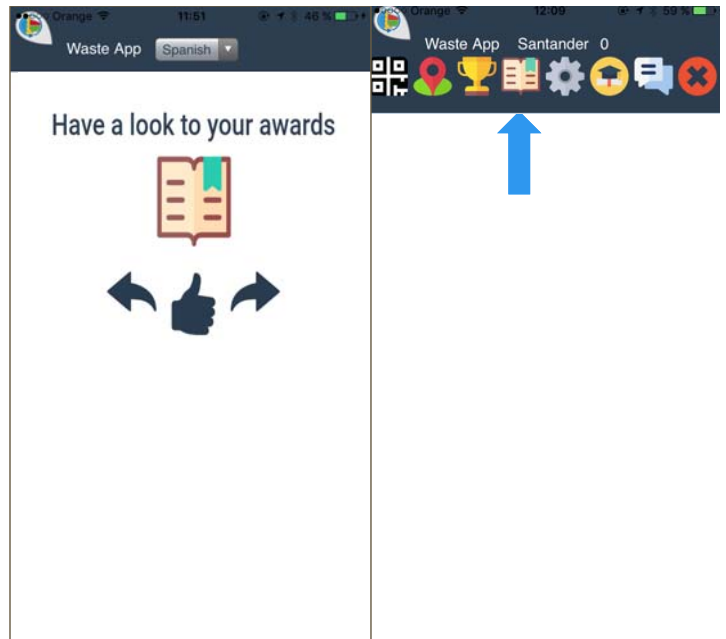 Orange 11:51 46 %
Waste App Spanish
Have a look to your awards
Orange 12:09 59 %
Waste App Santander 0